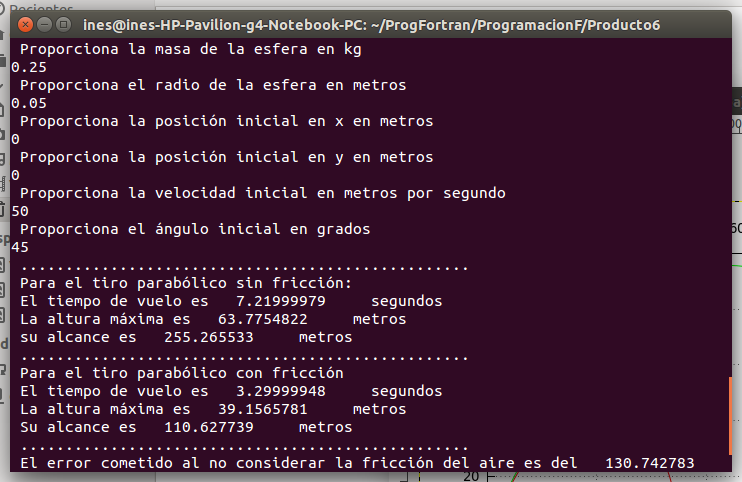 Recientes
ines@ines-HP-Pavilion-g4-Notebook-PC: ~/ProgFortran/ProgramacionF/Producto6
Proporciona la masa de la esfera en kg
0.25
Proporciona el radio de la esfera en metros
0.05
Proporciona la posición inicial en x en metros
0
Proporciona la posición inicial en y en metros
0
Proporciona la velocidad inicial en metros por segundo
50
Proporciona el ángulo inicial en grados
45
..................................................
Para el tiro parabólico sin fricción:
El tiempo de vuelo es 7.21999979 segundos
La altura máxima es 63.7754822 metros
su alcance es 255.265533 metros
..................................................
Para el tiro parabólico con fricción
El tiempo de vuelo es 3.29999948 segundos
La altura máxima es 39.1565781 metros
Su alcance es 110.627739 metros
..................................................
El error cometido al no considerar la fricción del aire es del 130.742783
20